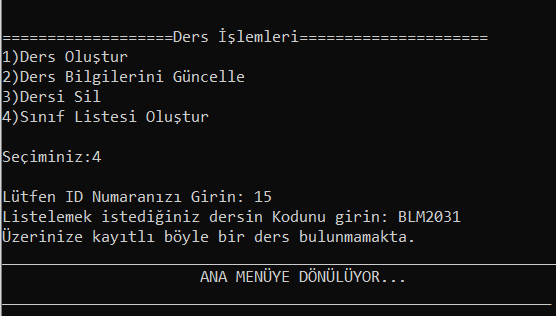 ===================Ders İşlemleri=====================
1)Ders Oluştur
2)Ders Bilgilerini Güncelle
3)Dersi Sil
4)Sınıf Listesi Oluştur
Seçiminiz:4
Lütfen ID Numaranızı Girin: 15
Listelemek istediğiniz dersin Kodunu girin: BLM2031
Üzerinize kayıtlı böyle bir ders bulunmamakta.
ANA MENÜYE DÖNÜLÜYOR...